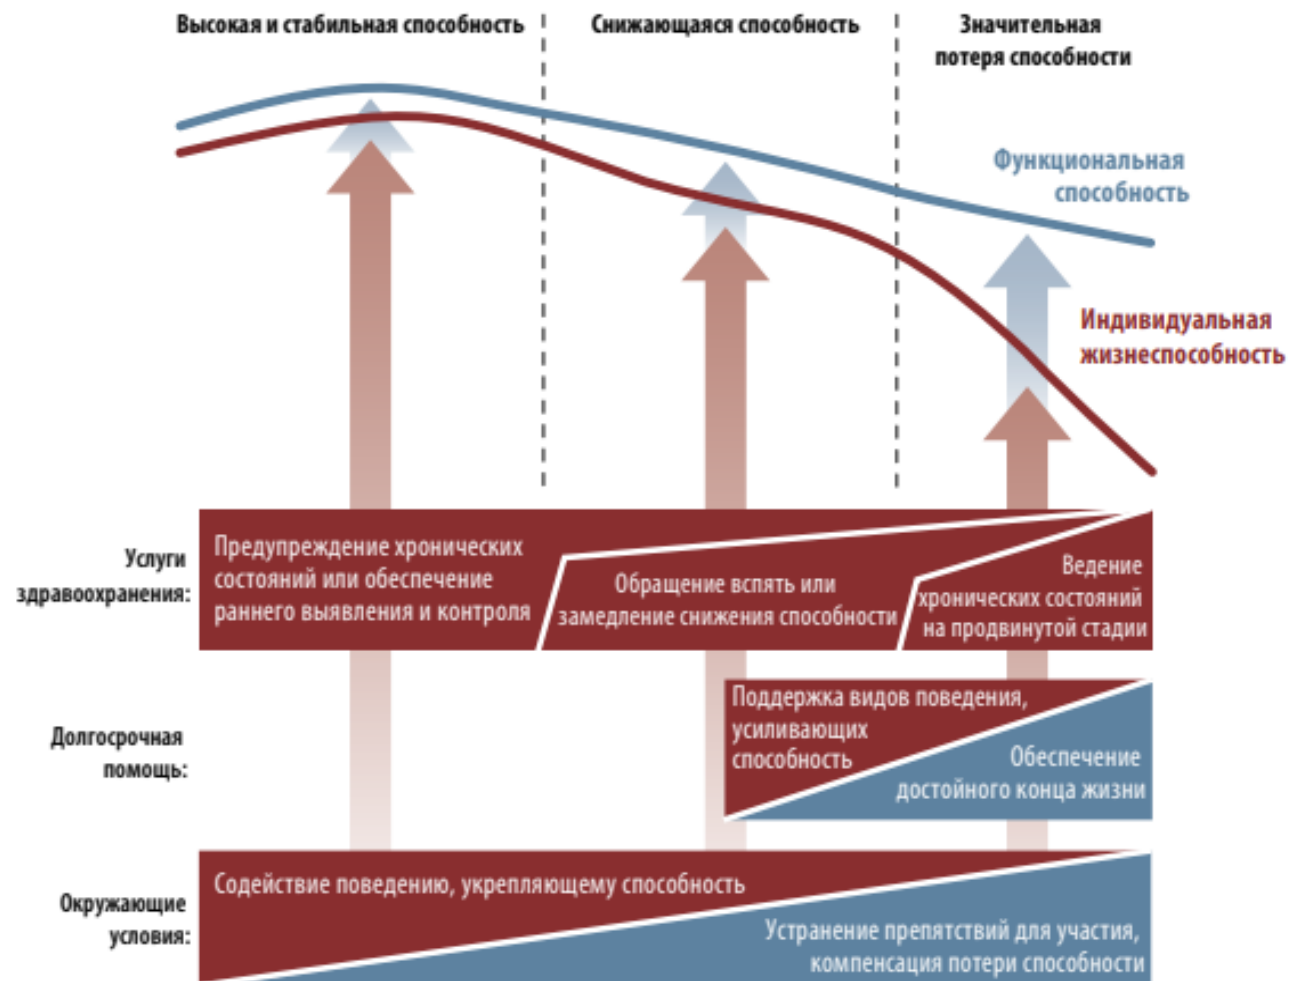 Высокая и стабильная способность
Снижающаяся способность
Значительная
потеря способности
Функциональная
способность
Индивидуальная
жизнеспособность
Услуги
здравоохранения:
Предупреждение хронических
состояний или обеспечение
раннего выявления и контроля
Обращение вспять или
замедление снижения способности
Ведение
хронических состояний
на продвинутой стадии
Долгосрочная
помощь:
Поддержка видов поведения,
усиливающих
способность
Обеспечение
достойного конца жизни
Окружающие
условия:
Содействие поведению, укрепляющему способность
Устранение препятствий для участия,
компенсация потери способности